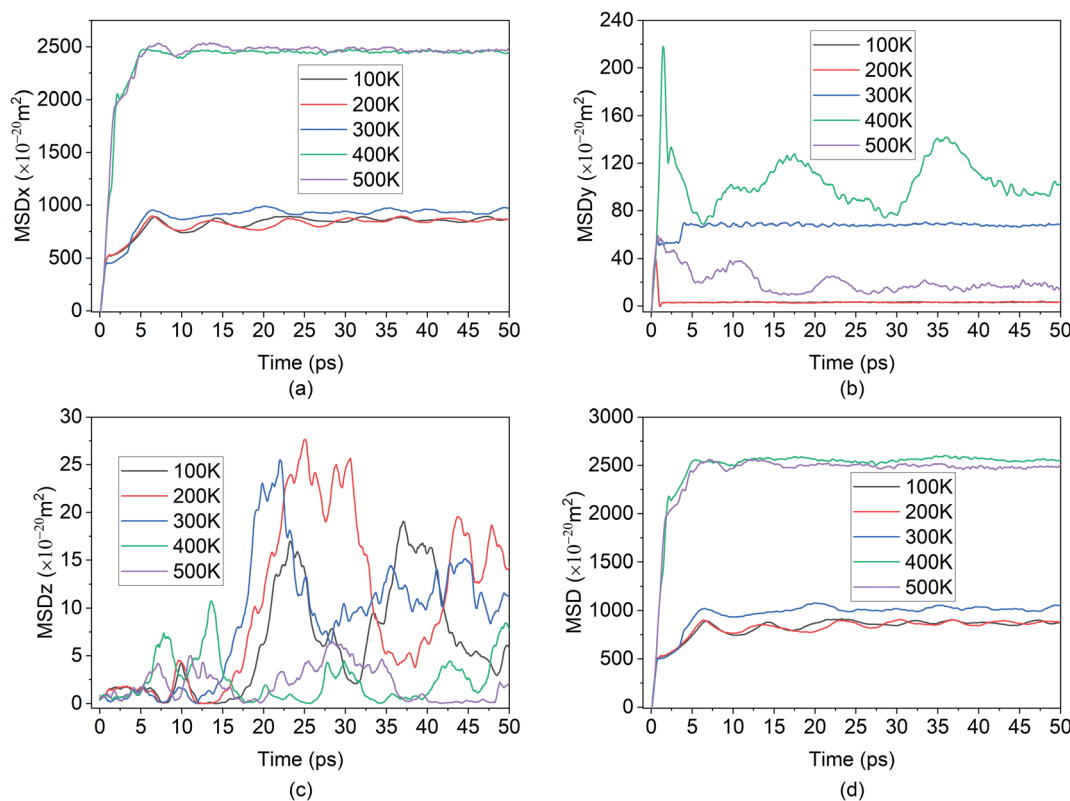 MSDx (×10⁻²⁰m²)
2500
2000
1500
1000
500
0
100K
200K
300K
400K
500K
0 5 10 15 20 25 30 35 40 45 50
Time (ps)
(a)
MSDy (×10⁻²⁰m²)
240
200
160
120
80
40
0
100K
200K
300K
400K
500K
0 5 10 15 20 25 30 35 40 45 50
Time (ps)
(b)
MSDz (×10⁻²⁰m²)
30
25
20
15
10
5
0
100K
200K
300K
400K
500K
0 5 10 15 20 25 30 35 40 45 50
Time (ps)
(c)
MSD (×10⁻²⁰m²)
3000
2500
2000
1500
1000
500
0
100K
200K
300K
400K
500K
0 5 10 15 20 25 30 35 40 45 50
Time (ps)
(d)